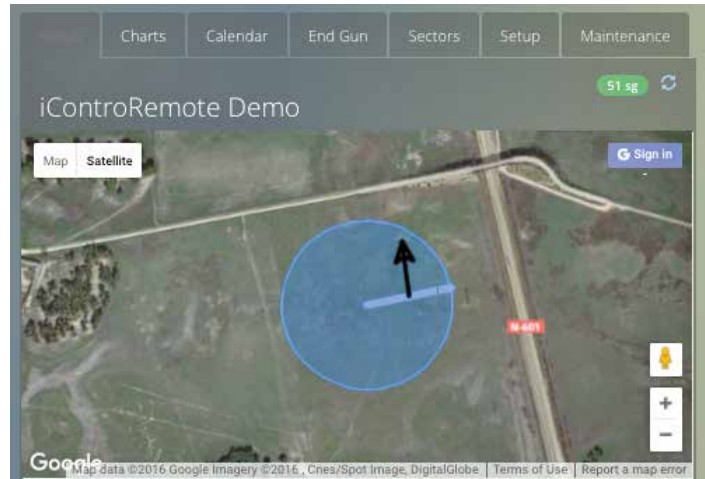 Charts Calendar End Gun Sectors Setup Maintenance
51 sg
iControRemote Demo
Map Satellite
G Sign in
N-601
+
−
Google
Map data ©2016 Google Imagery ©2016 , Cnes/Spot Image, DigitalGlobe Terms of Use Report a map error